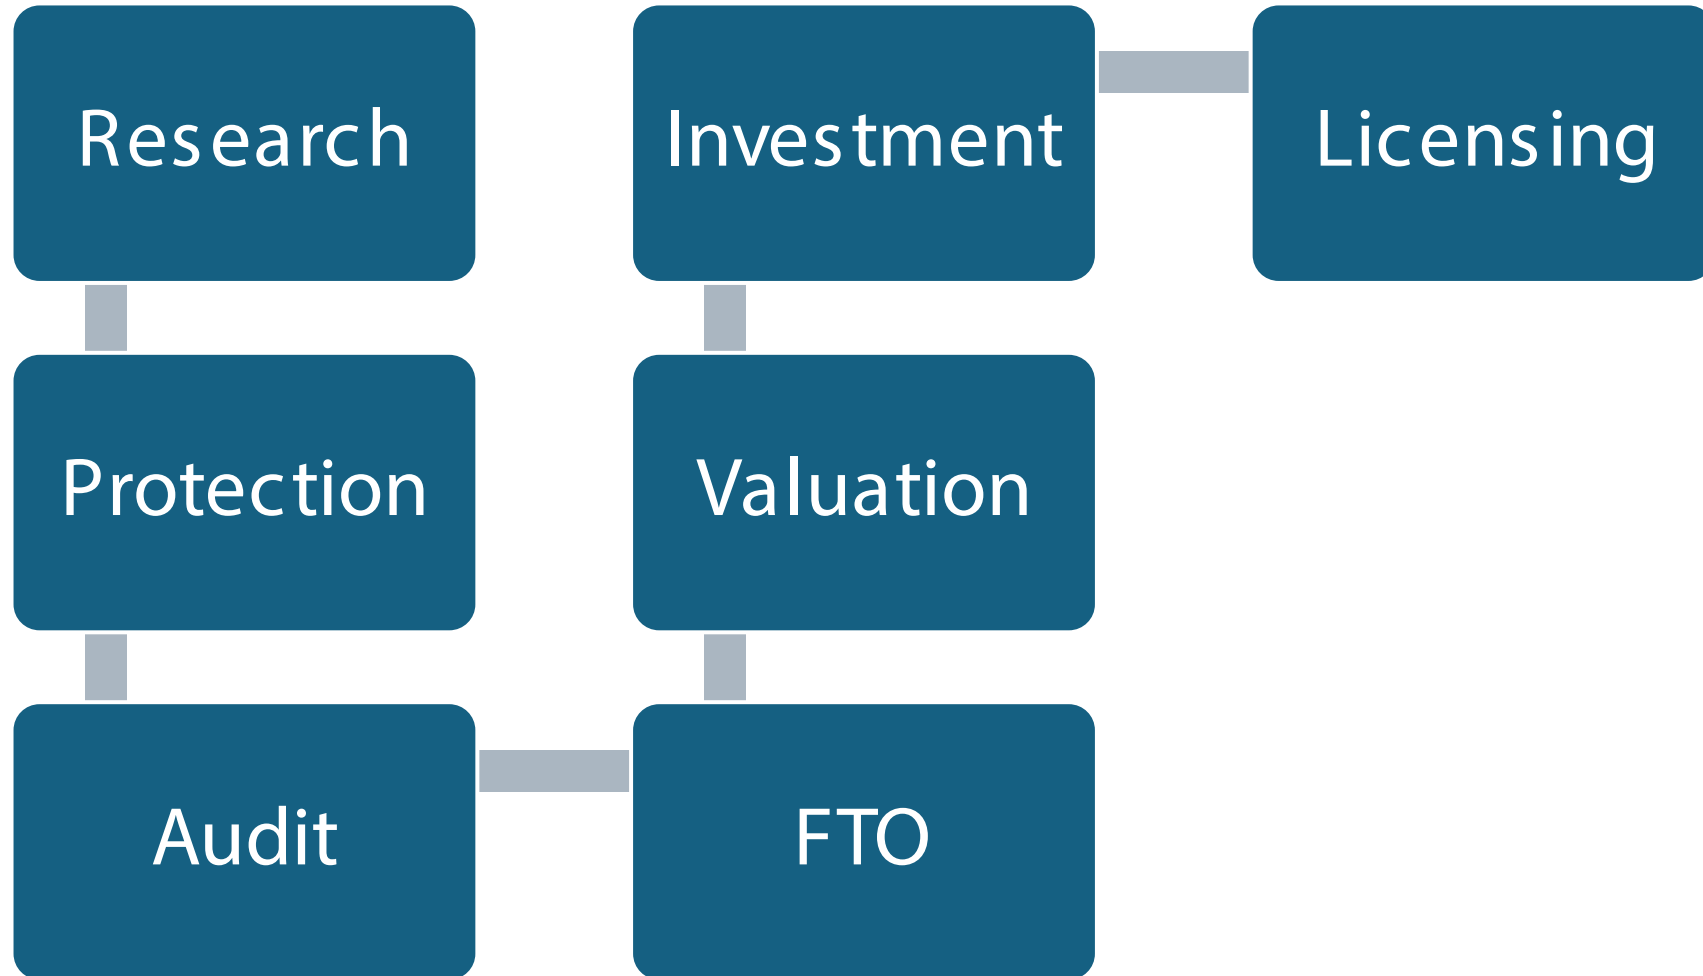 Research
Protection
Audit
FTO
Valuation
Investment
Licensing